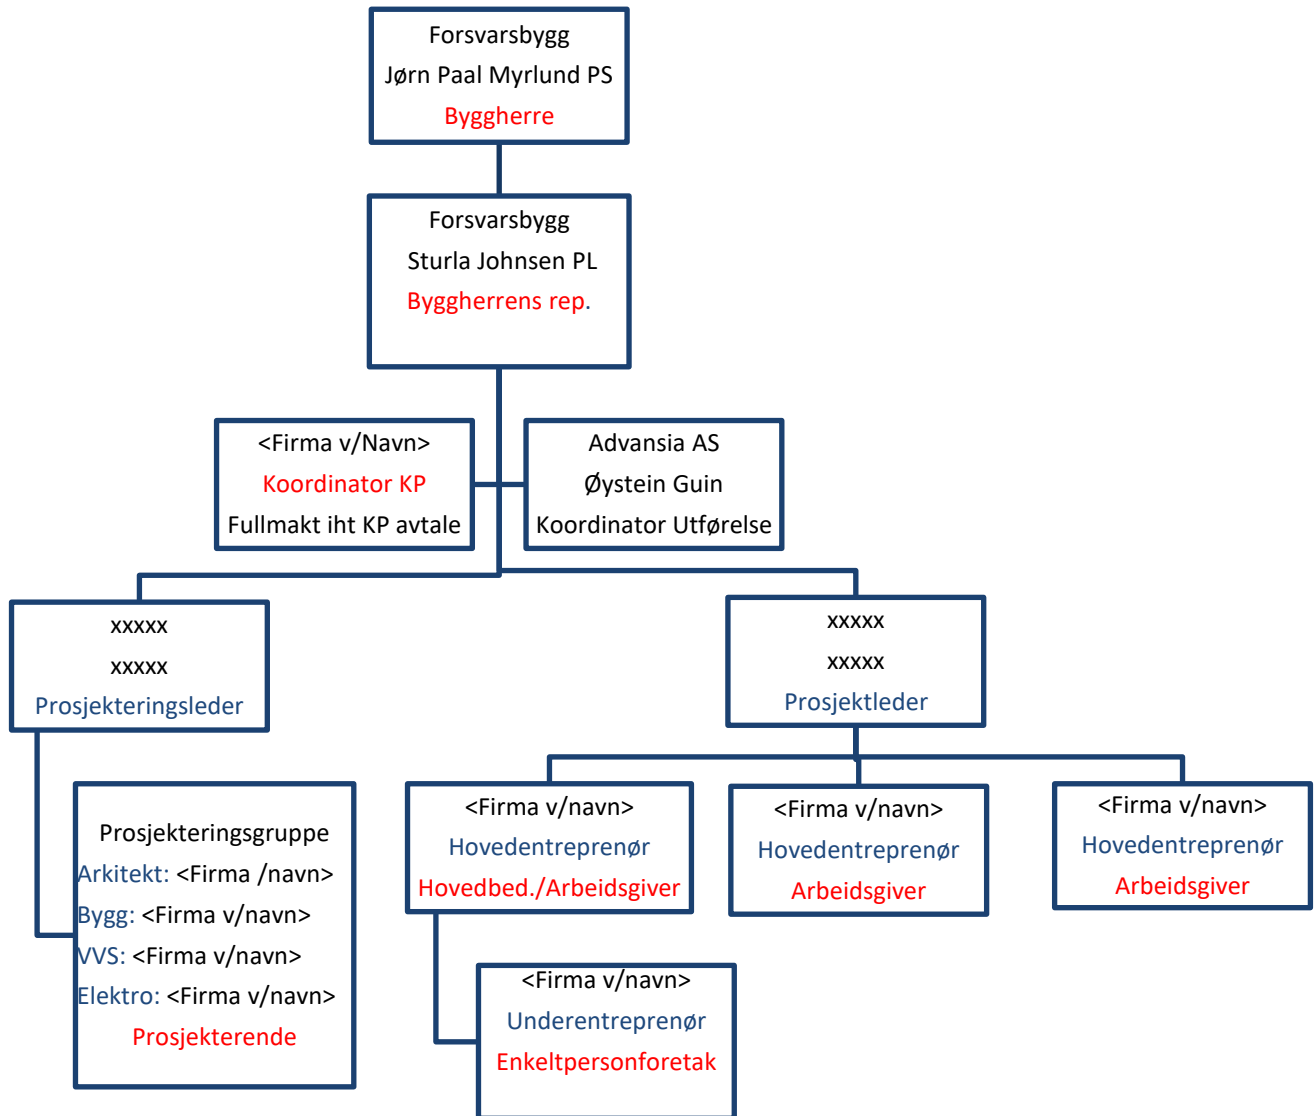 Forsvarsbygg
Jørn Paal Myrlund PS
Byggherre
Forsvarsbygg
Sturla Johnsen PL
Byggherrens rep.
<Firma v/Navn>
Koordinator KP
Fullmakt iht KP avtale
Advansia AS
Øystein Guin
Koordinator Utførelse
xxxxx
xxxxx
Prosjekteringsleder
xxxxx
xxxxx
Prosjektleder
Prosjekteringsgruppe
Arkitekt: <Firma /navn>
Bygg: <Firma v/navn>
VVS: <Firma v/navn>
Elektro: <Firma v/navn>
Prosjekterende
<Firma v/navn>
Hovedentreprenør
Hovedbed./Arbeidsgiver
<Firma v/navn>
Hovedentreprenør
Arbeidsgiver
<Firma v/navn>
Hovedentreprenør
Arbeidsgiver
<Firma v/navn>
Underentreprenør
Enkeltpersonforetak